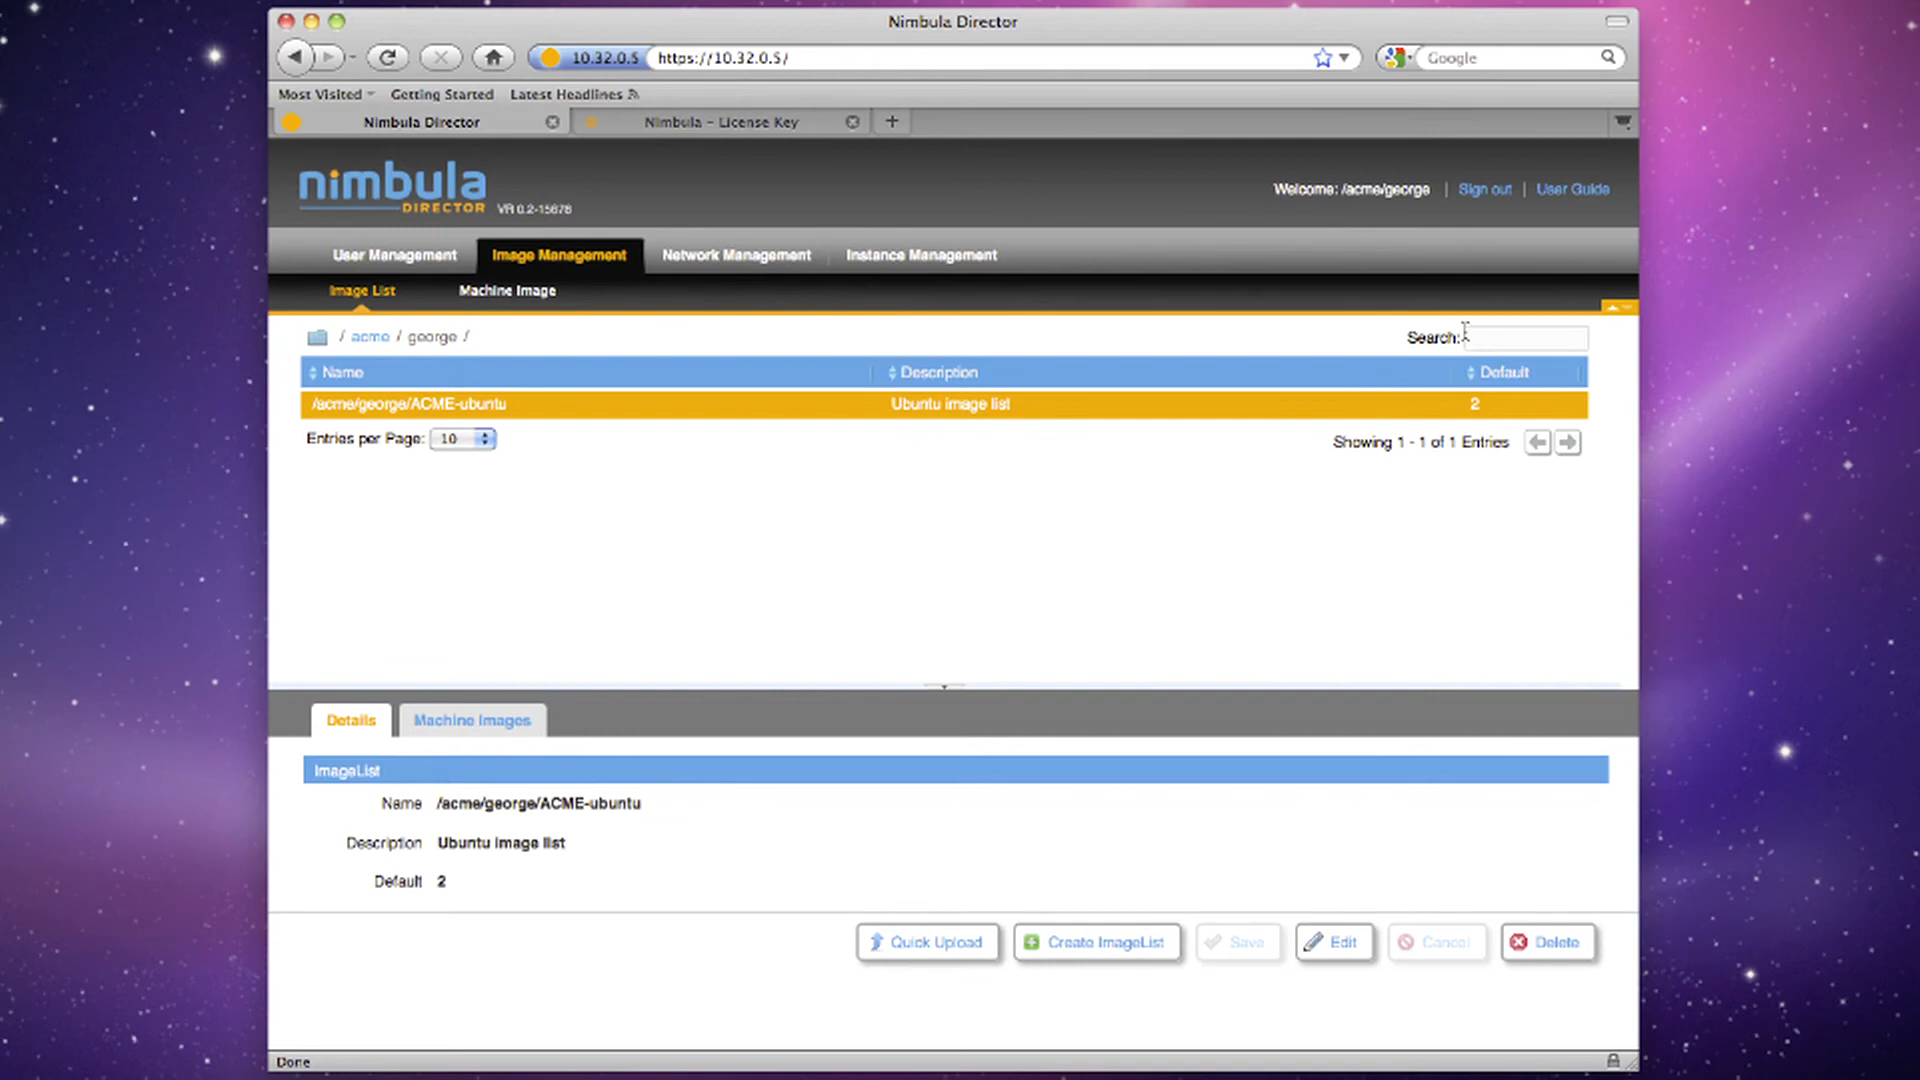 Nimbula Director
10.32.0.5 https://10.32.0.5/ Google
Most Visited Getting Started Latest Headlines
Nimbula Director Nimbula - License Key
nimbula
DIRECTOR VR 0.2-15678
Welcome: /acme/george | Sign out | User Guide
User Management Image Management Network Management Instance Management
Image List Machine Image
/ acme / george / Search:
Name Description Default
/acme/george/ACME-ubuntu Ubuntu image list 2
Entries per Page: 10 Showing 1 - 1 of 1 Entries
Details Machine Images
ImageList
Name /acme/george/ACME-ubuntu
Description Ubuntu image list
Default 2
Quick Upload Create ImageList Save Edit Cancel Delete
Done